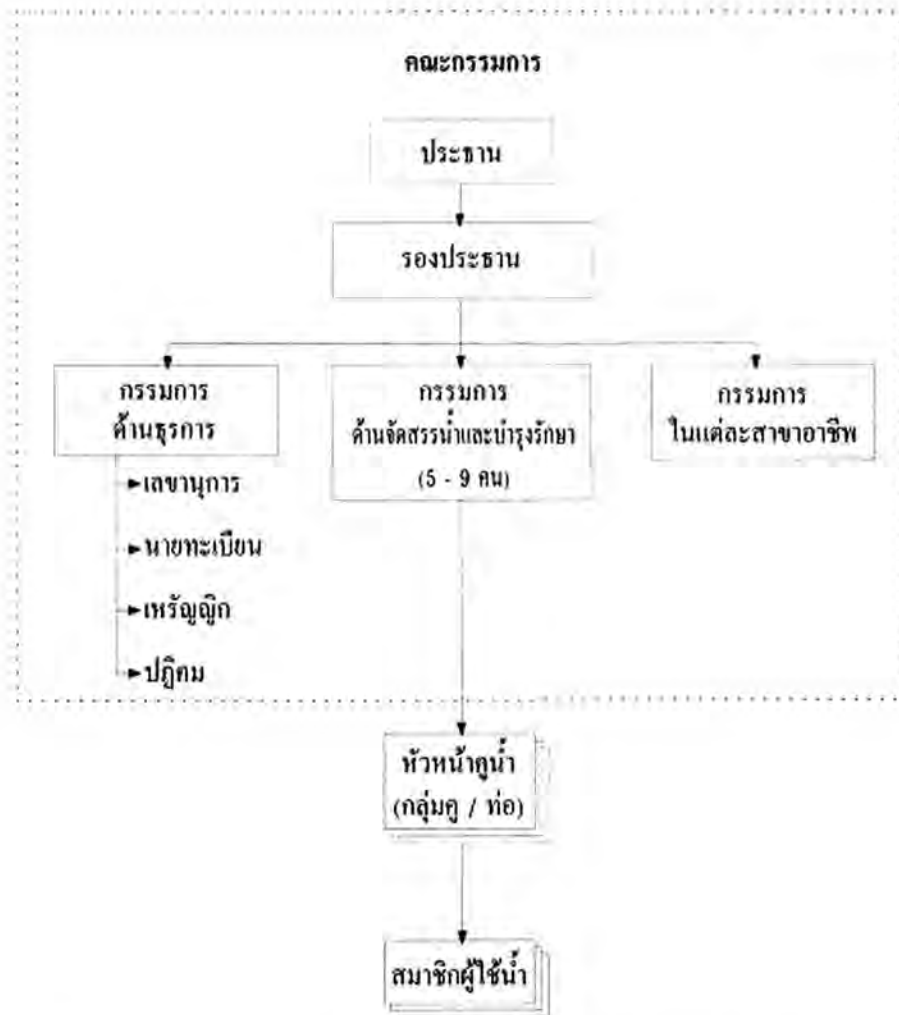 คณะกรรมการ
ประธาน
รองประธาน
กรรมการ
ด้านธุรการ
เลขานุการ
นายทะเบียน
เหรัญญิก
ปฏิคม
กรรมการ
ด้านจัดสรรน้ำและบำรุงรักษา
(5 - 9 คน)
กรรมการ
ในแต่ละสาขาอาชีพ
หัวหน้าคูน้ำ
(กลุ่มคู / ท่อ)
สมาชิกผู้ใช้น้ำ